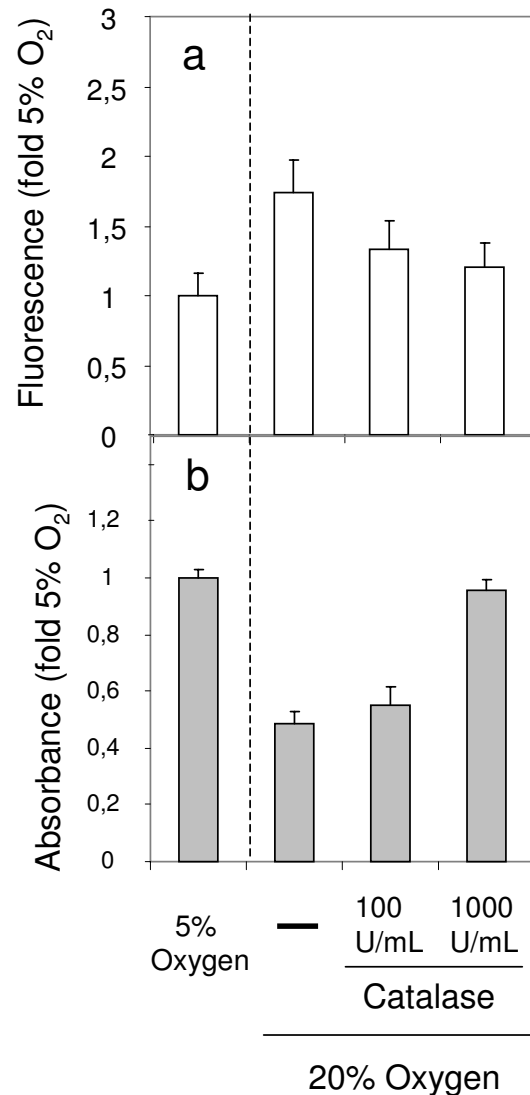 Fluorescence (fold 5% O₂)
a
3
2,5
2
1,5
1
0,5
0
Absorbance (fold 5% O₂)
b
1,2
1
0,8
0,6
0,4
0,2
0
5%
Oxygen
—
100
U/mL
1000
U/mL
Catalase
20% Oxygen